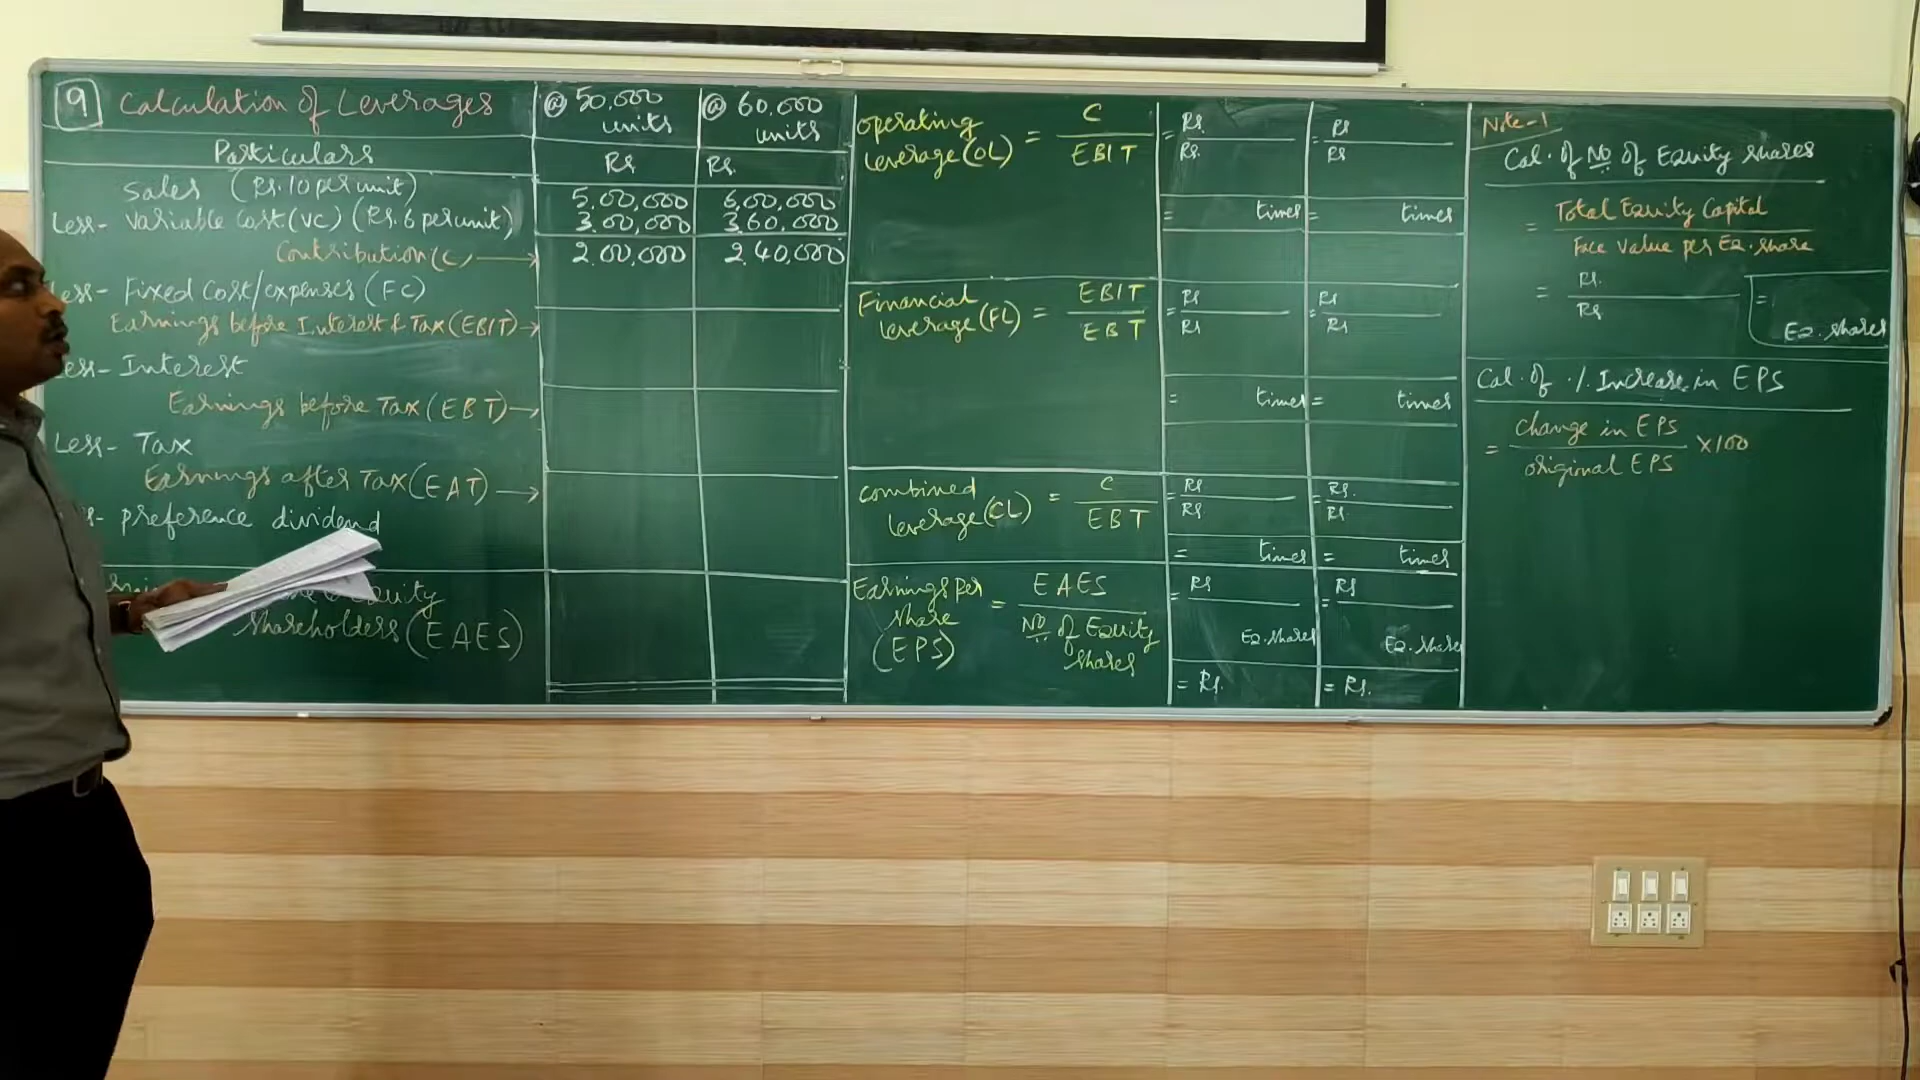 9 Calculation of Leverages
@ 50,000 units
@ 60,000 units
Particulars
Rs
Rs.
Sales (Rs. 10 per unit) 5,00,000 6,00,000
Less- Variable Cost (VC) (Rs. 6 per unit) 3,00,000 3,60,000
Contribution (C) 2,00,000 2,40,000
Less- Fixed Cost/expenses (FC)
Earnings before Interest & Tax (EBIT)
Less- Interest
Earnings before Tax (EBT)
Less- Tax
Earnings after Tax (EAT)
preference dividend
Equity
Shareholders (EAES)
operating leverage (OL) = C / EBIT
= Rs. / Rs.
= Rs / Rs
= times
= times
Financial leverage (FL) = EBIT / EBT
= Rs / Rs
= Rs / Rs
= times
= times
combined leverage (CL) = C / EBT
= Rs / Rs
= Rs. / Rs.
= times
= times
Earnings per share (EPS) = EAES / No of Equity shares
= Rs / Eq. shares
= Rs / Eq. shares
= Rs.
= Rs.
Note-1
Cal. of No of Equity shares
= Total Equity Capital / Face Value per Eq. share
= Rs. / Rs
= Eq. shares
Cal. of % Increase in EPS
= change in EPS / original EPS ×100